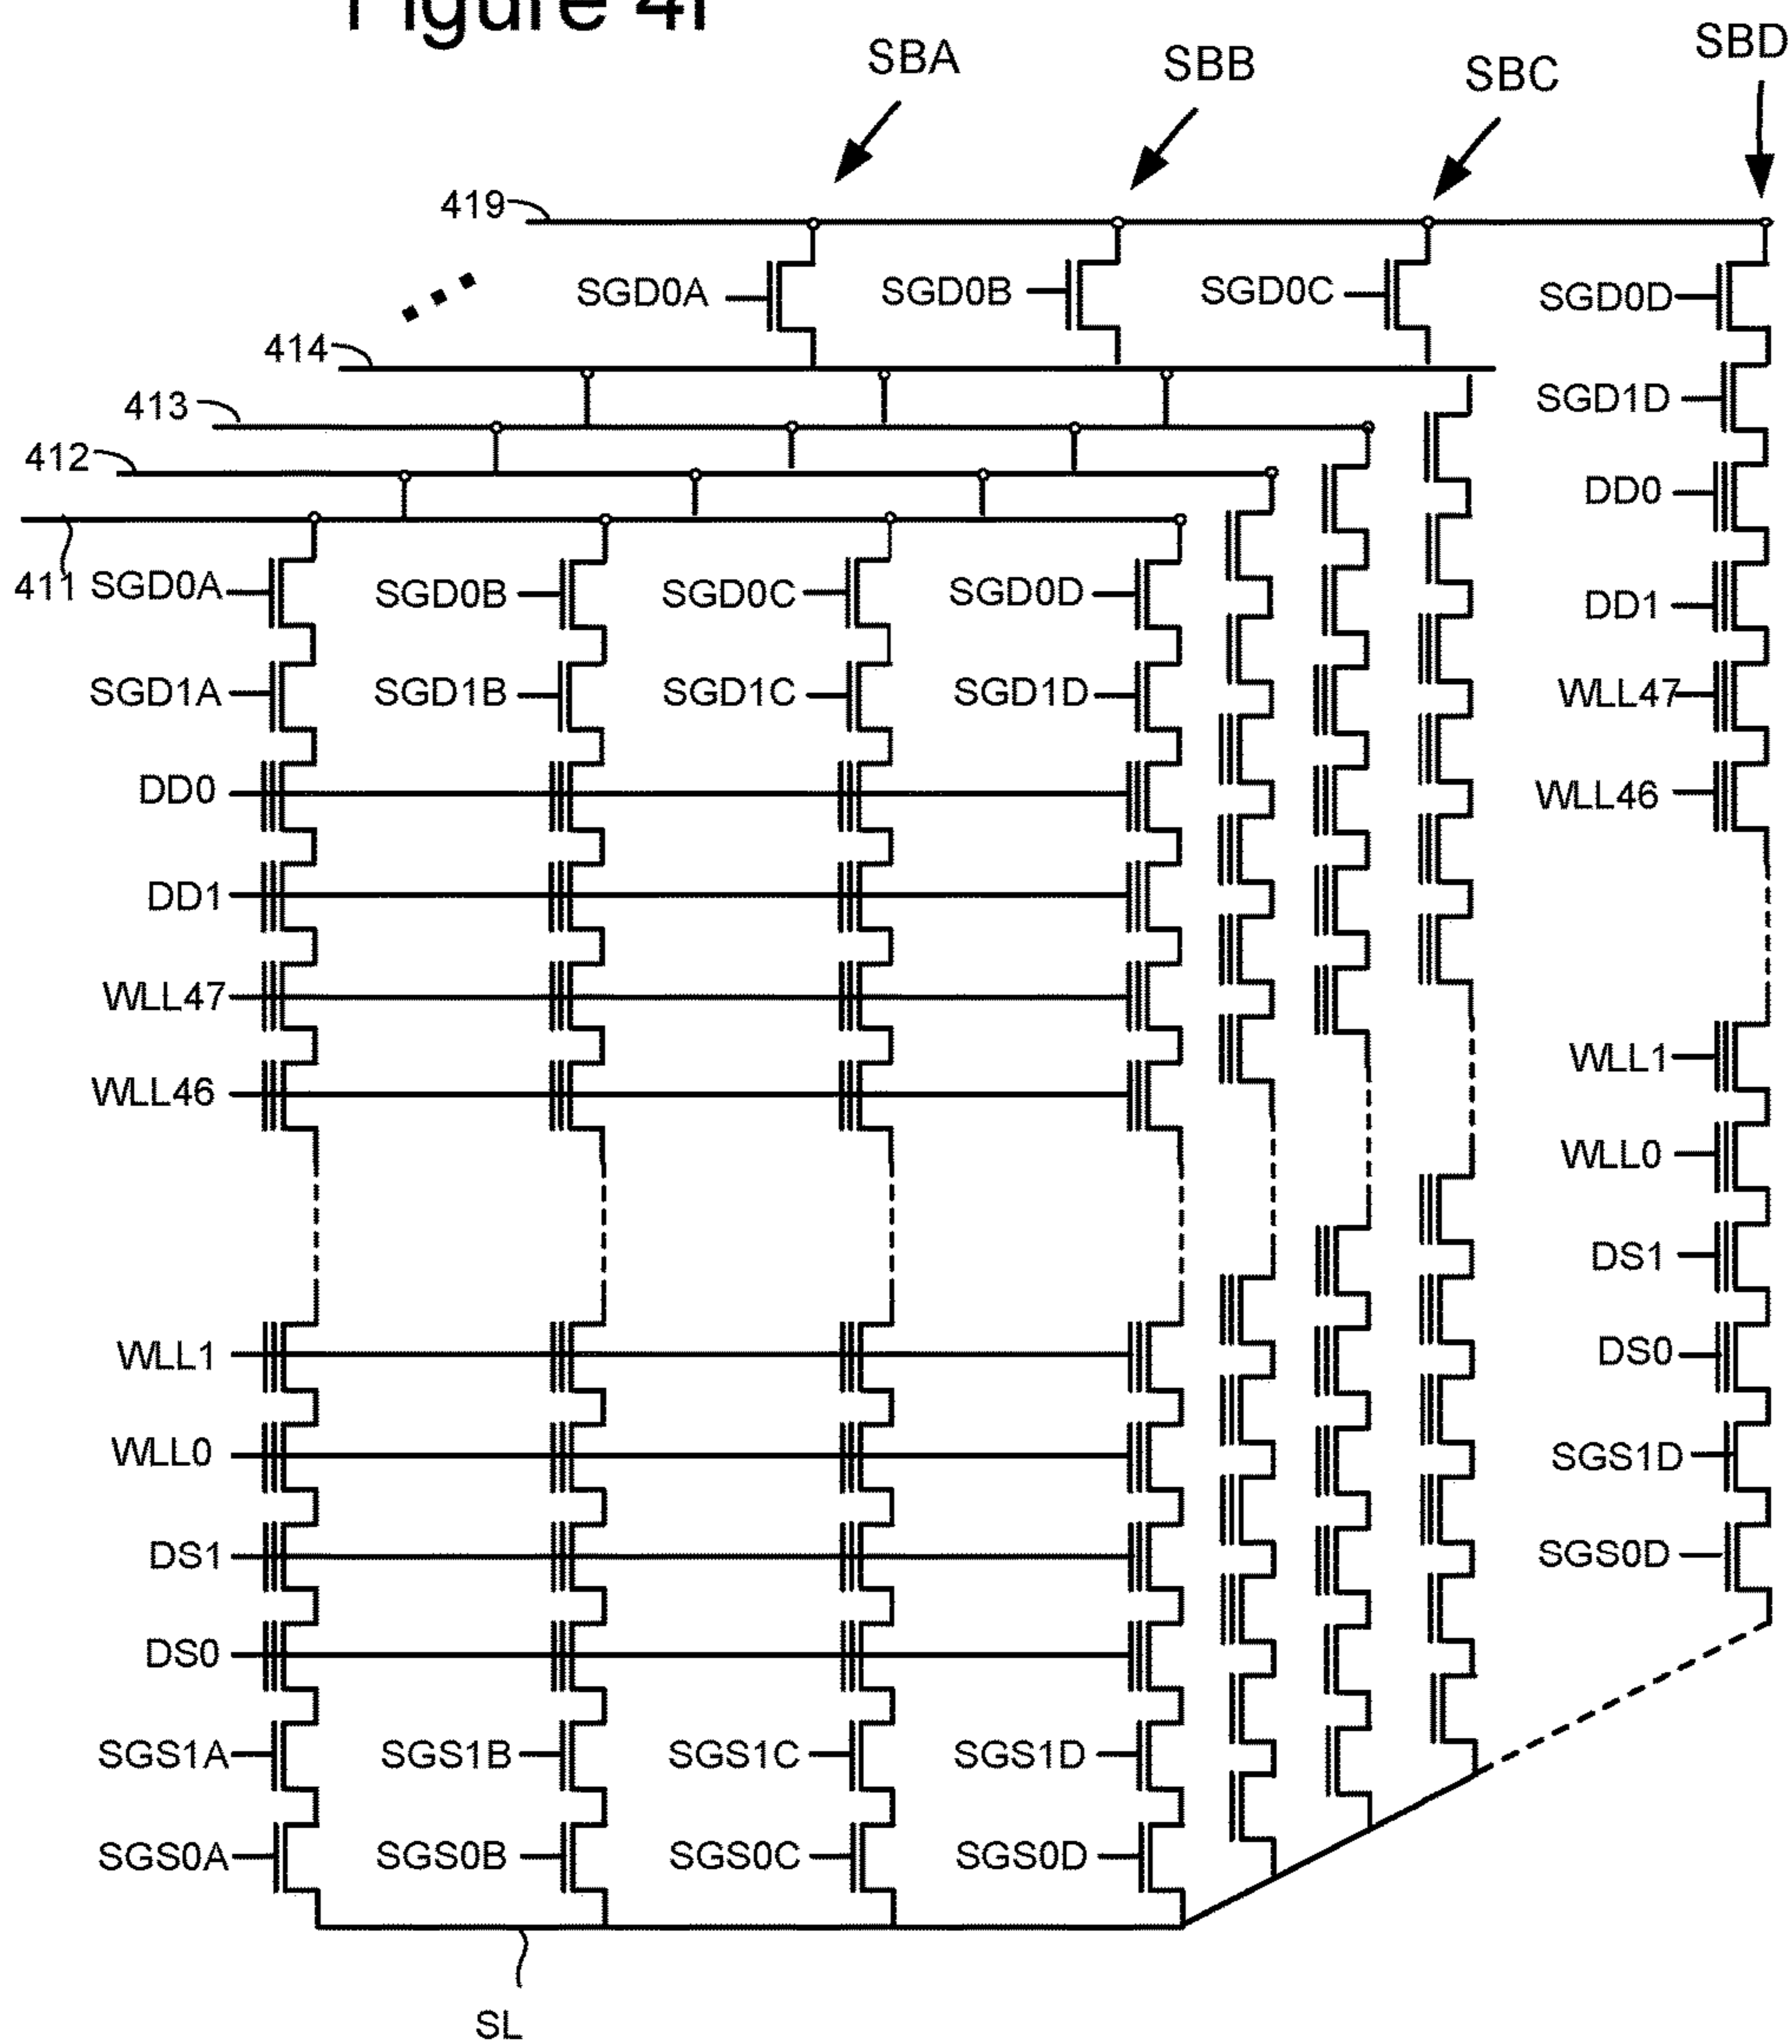 Figure 4I
SBA SBB SBC SBD
419
SGD0A SGD0B SGD0C SGD0D
414
SGD1D
413
412
DD0
411 SGD0A SGD0B SGD0C SGD0D DD1
SGD1A SGD1B SGD1C SGD1D WLL47
DD0 WLL46
DD1
WLL47
WLL46 WLL1
WLL0
DS1
WLL1 DS0
WLL0 SGS1D
DS1 SGS0D
DS0
SGS1A SGS1B SGS1C SGS1D
SGS0A SGS0B SGS0C SGS0D
SL